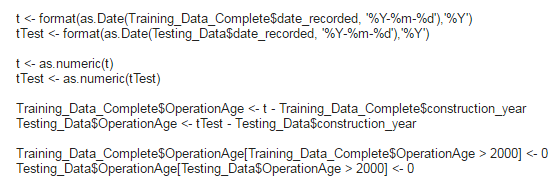 t <- format(as.Date(Training_Data_Complete$date_recorded, '%Y-%m-%d'),'%Y')
tTest <- format(as.Date(Testing_Data$date_recorded, '%Y-%m-%d'),'%Y')
t <- as.numeric(t)
tTest <- as.numeric(tTest)
Training_Data_Complete$OperationAge <- t - Training_Data_Complete$construction_year
Testing_Data$OperationAge <- tTest - Testing_Data$construction_year
Training_Data_Complete$OperationAge[Training_Data_Complete$OperationAge > 2000] <- 0
Testing_Data$OperationAge[Testing_Data$OperationAge > 2000] <- 0